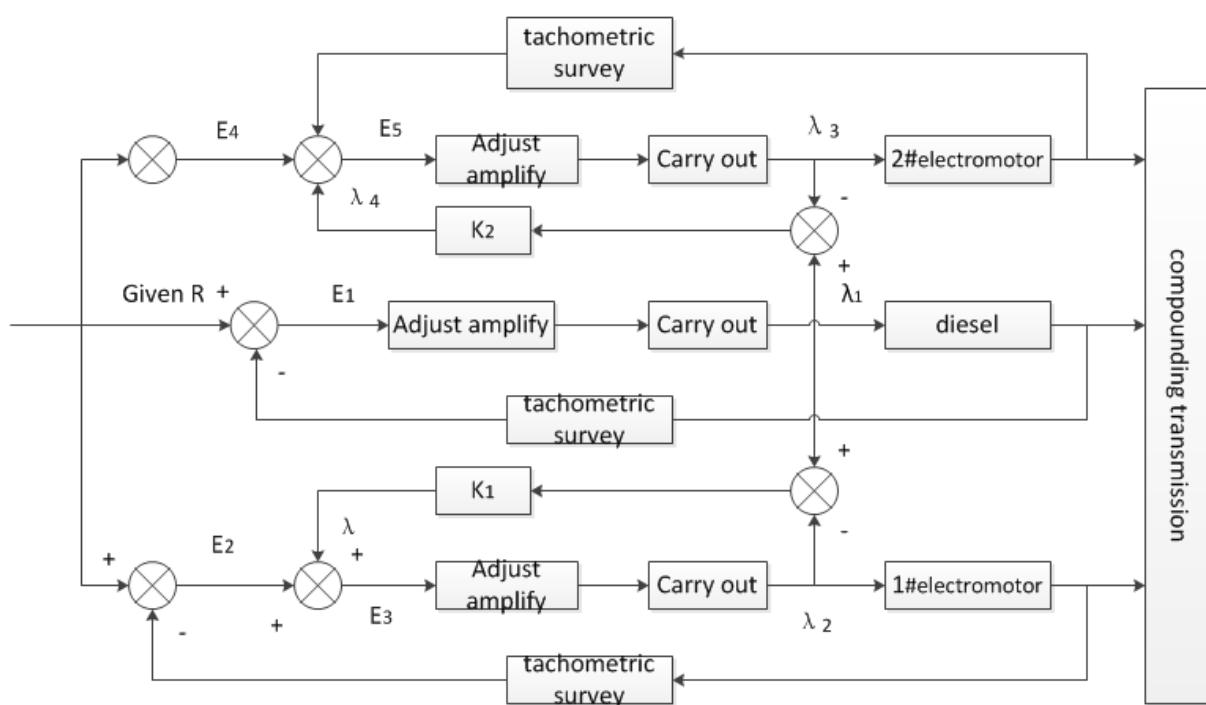 tachometric
survey
E4
E5
Adjust
amplify
Carry out
λ 3
2#electromotor
λ 4
K2
-
+
Given R +
E1
Adjust amplify
Carry out
λ1
diesel
-
tachometric
survey
+
K1
-
λ
+
E2
+
+
E3
Adjust
amplify
Carry out
λ 2
1#electromotor
-
tachometric
survey
compounding transmission